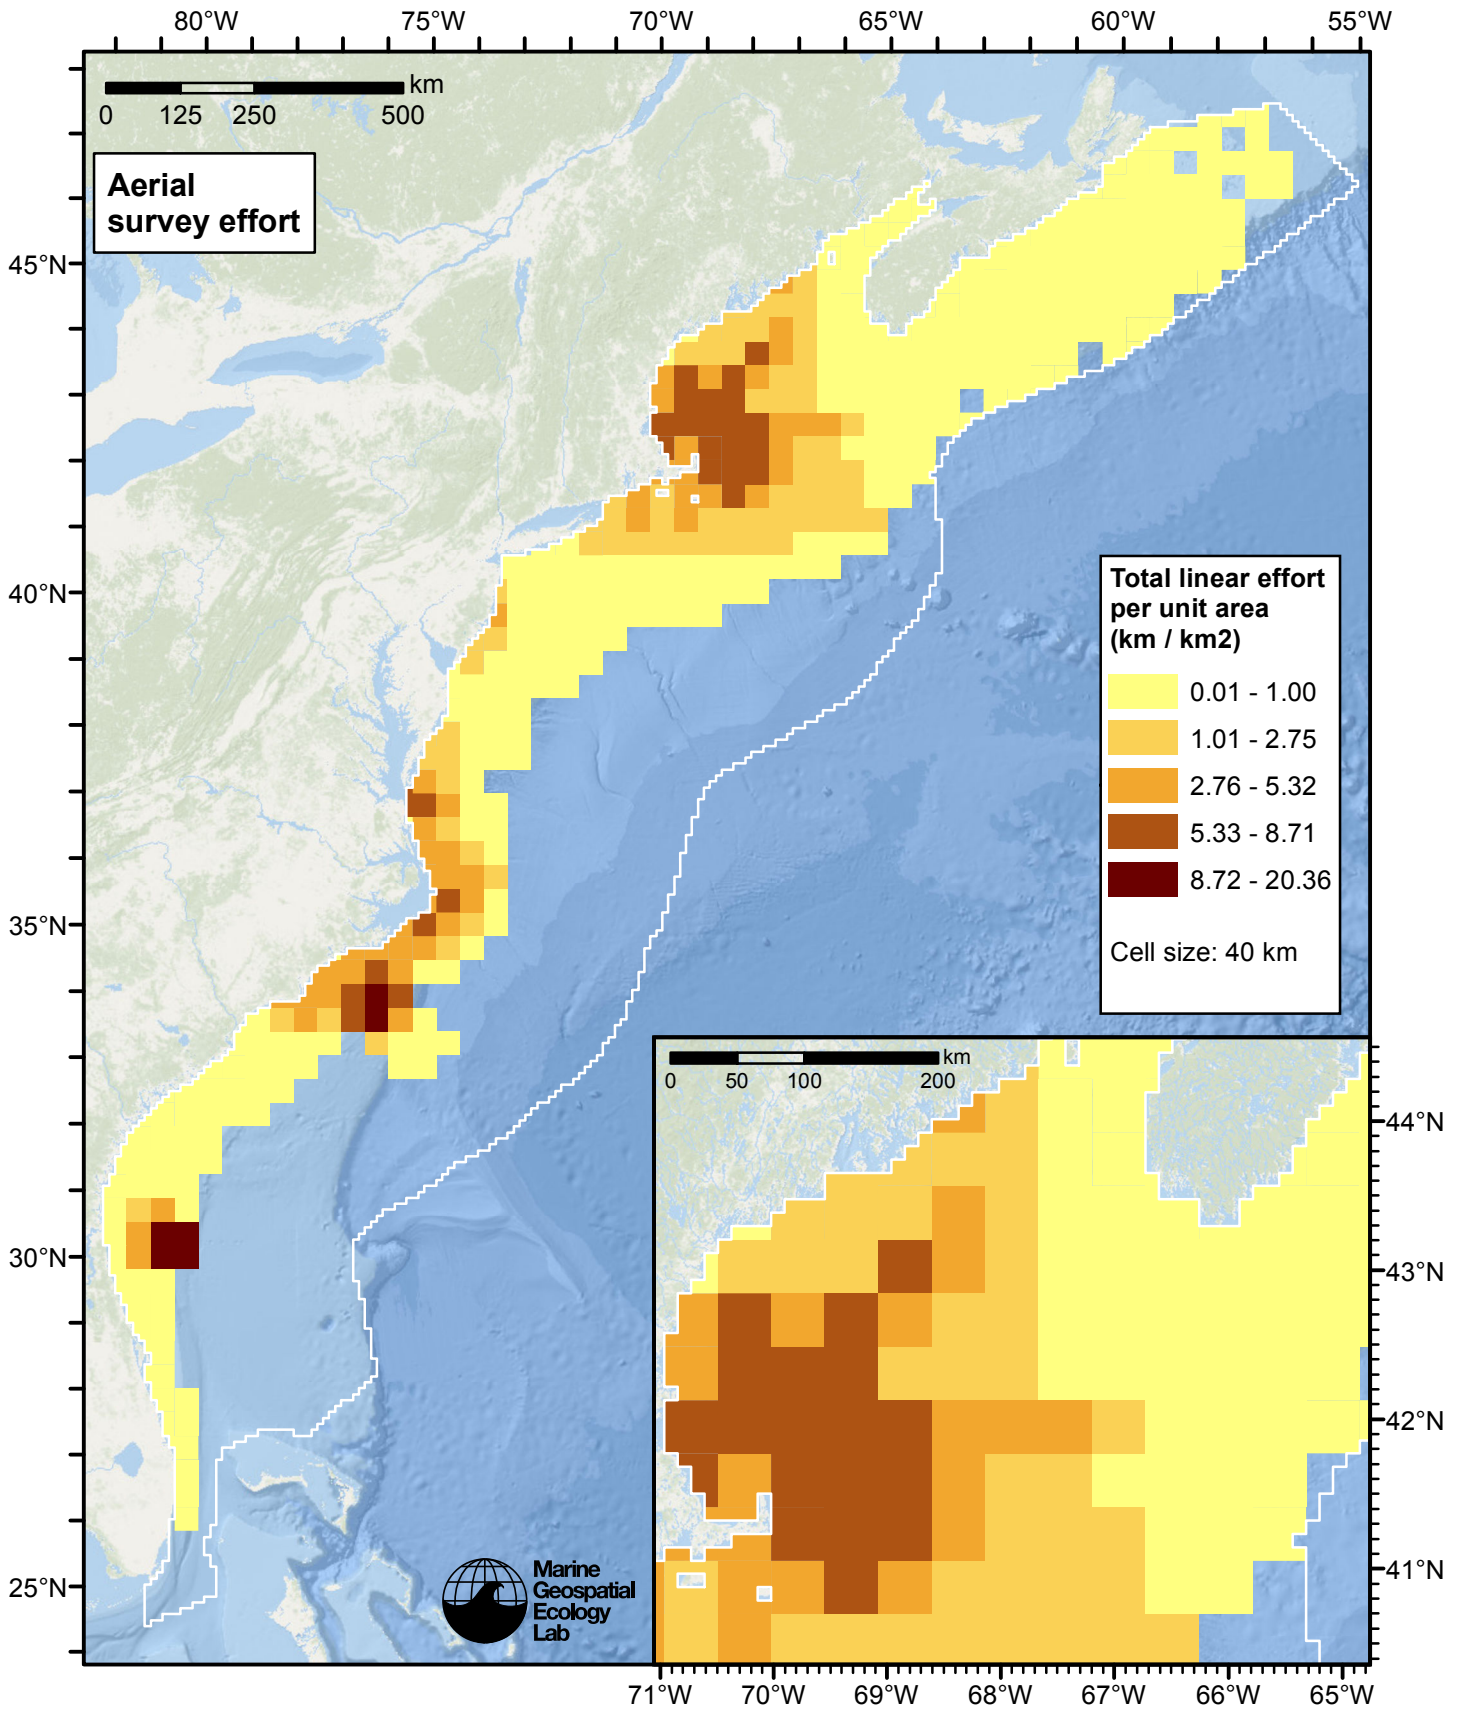 80°W 75°W 70°W 65°W 60°W 55°W
km
0 125 250 500
Aerial
survey effort
45°N
40°N
35°N
30°N
25°N
Total linear effort
per unit area
(km / km2)
0.01 - 1.00
1.01 - 2.75
2.76 - 5.32
5.33 - 8.71
8.72 - 20.36
Cell size: 40 km
km
0 50 100 200
44°N
43°N
42°N
41°N
Marine
Geospatial
Ecology
Lab
71°W 70°W 69°W 68°W 67°W 66°W 65°W